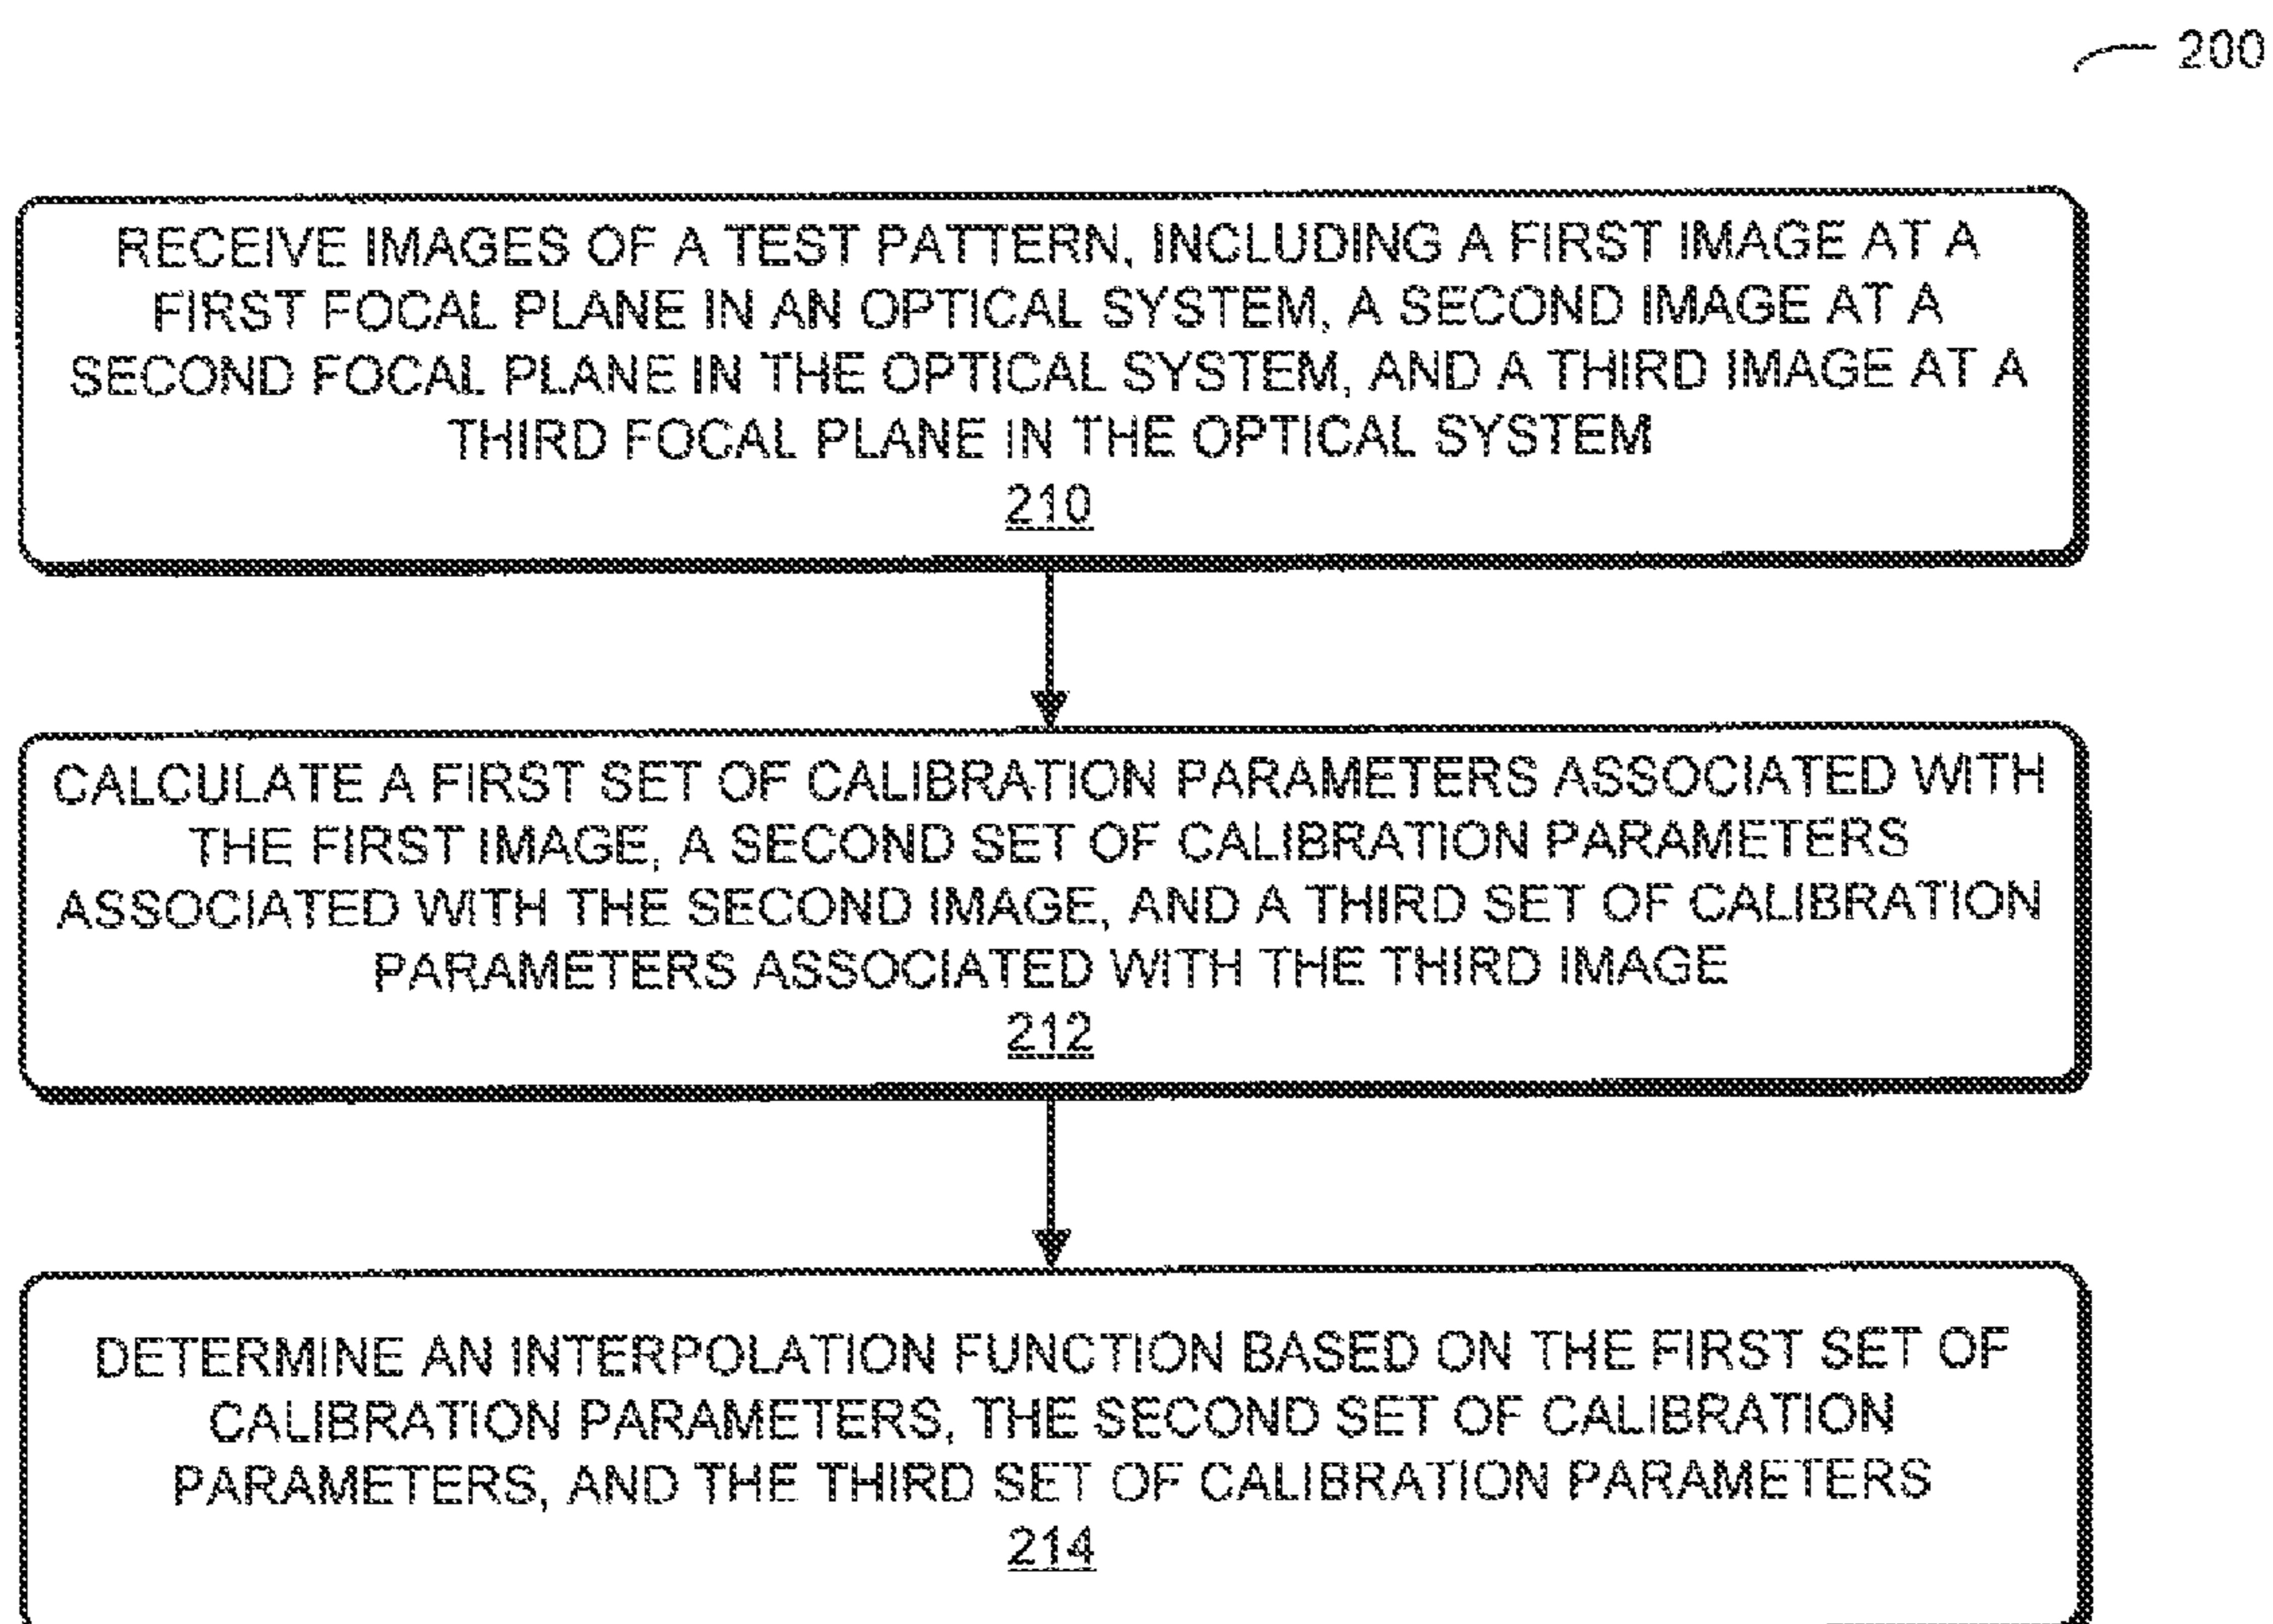 200
RECEIVE IMAGES OF A TEST PATTERN, INCLUDING A FIRST IMAGE AT A
FIRST FOCAL PLANE IN AN OPTICAL SYSTEM, A SECOND IMAGE AT A
SECOND FOCAL PLANE IN THE OPTICAL SYSTEM, AND A THIRD IMAGE AT A
THIRD FOCAL PLANE IN THE OPTICAL SYSTEM
210
CALCULATE A FIRST SET OF CALIBRATION PARAMETERS ASSOCIATED WITH
THE FIRST IMAGE, A SECOND SET OF CALIBRATION PARAMETERS
ASSOCIATED WITH THE SECOND IMAGE, AND A THIRD SET OF CALIBRATION
PARAMETERS ASSOCIATED WITH THE THIRD IMAGE
212
DETERMINE AN INTERPOLATION FUNCTION BASED ON THE FIRST SET OF
CALIBRATION PARAMETERS, THE SECOND SET OF CALIBRATION
PARAMETERS, AND THE THIRD SET OF CALIBRATION PARAMETERS
214